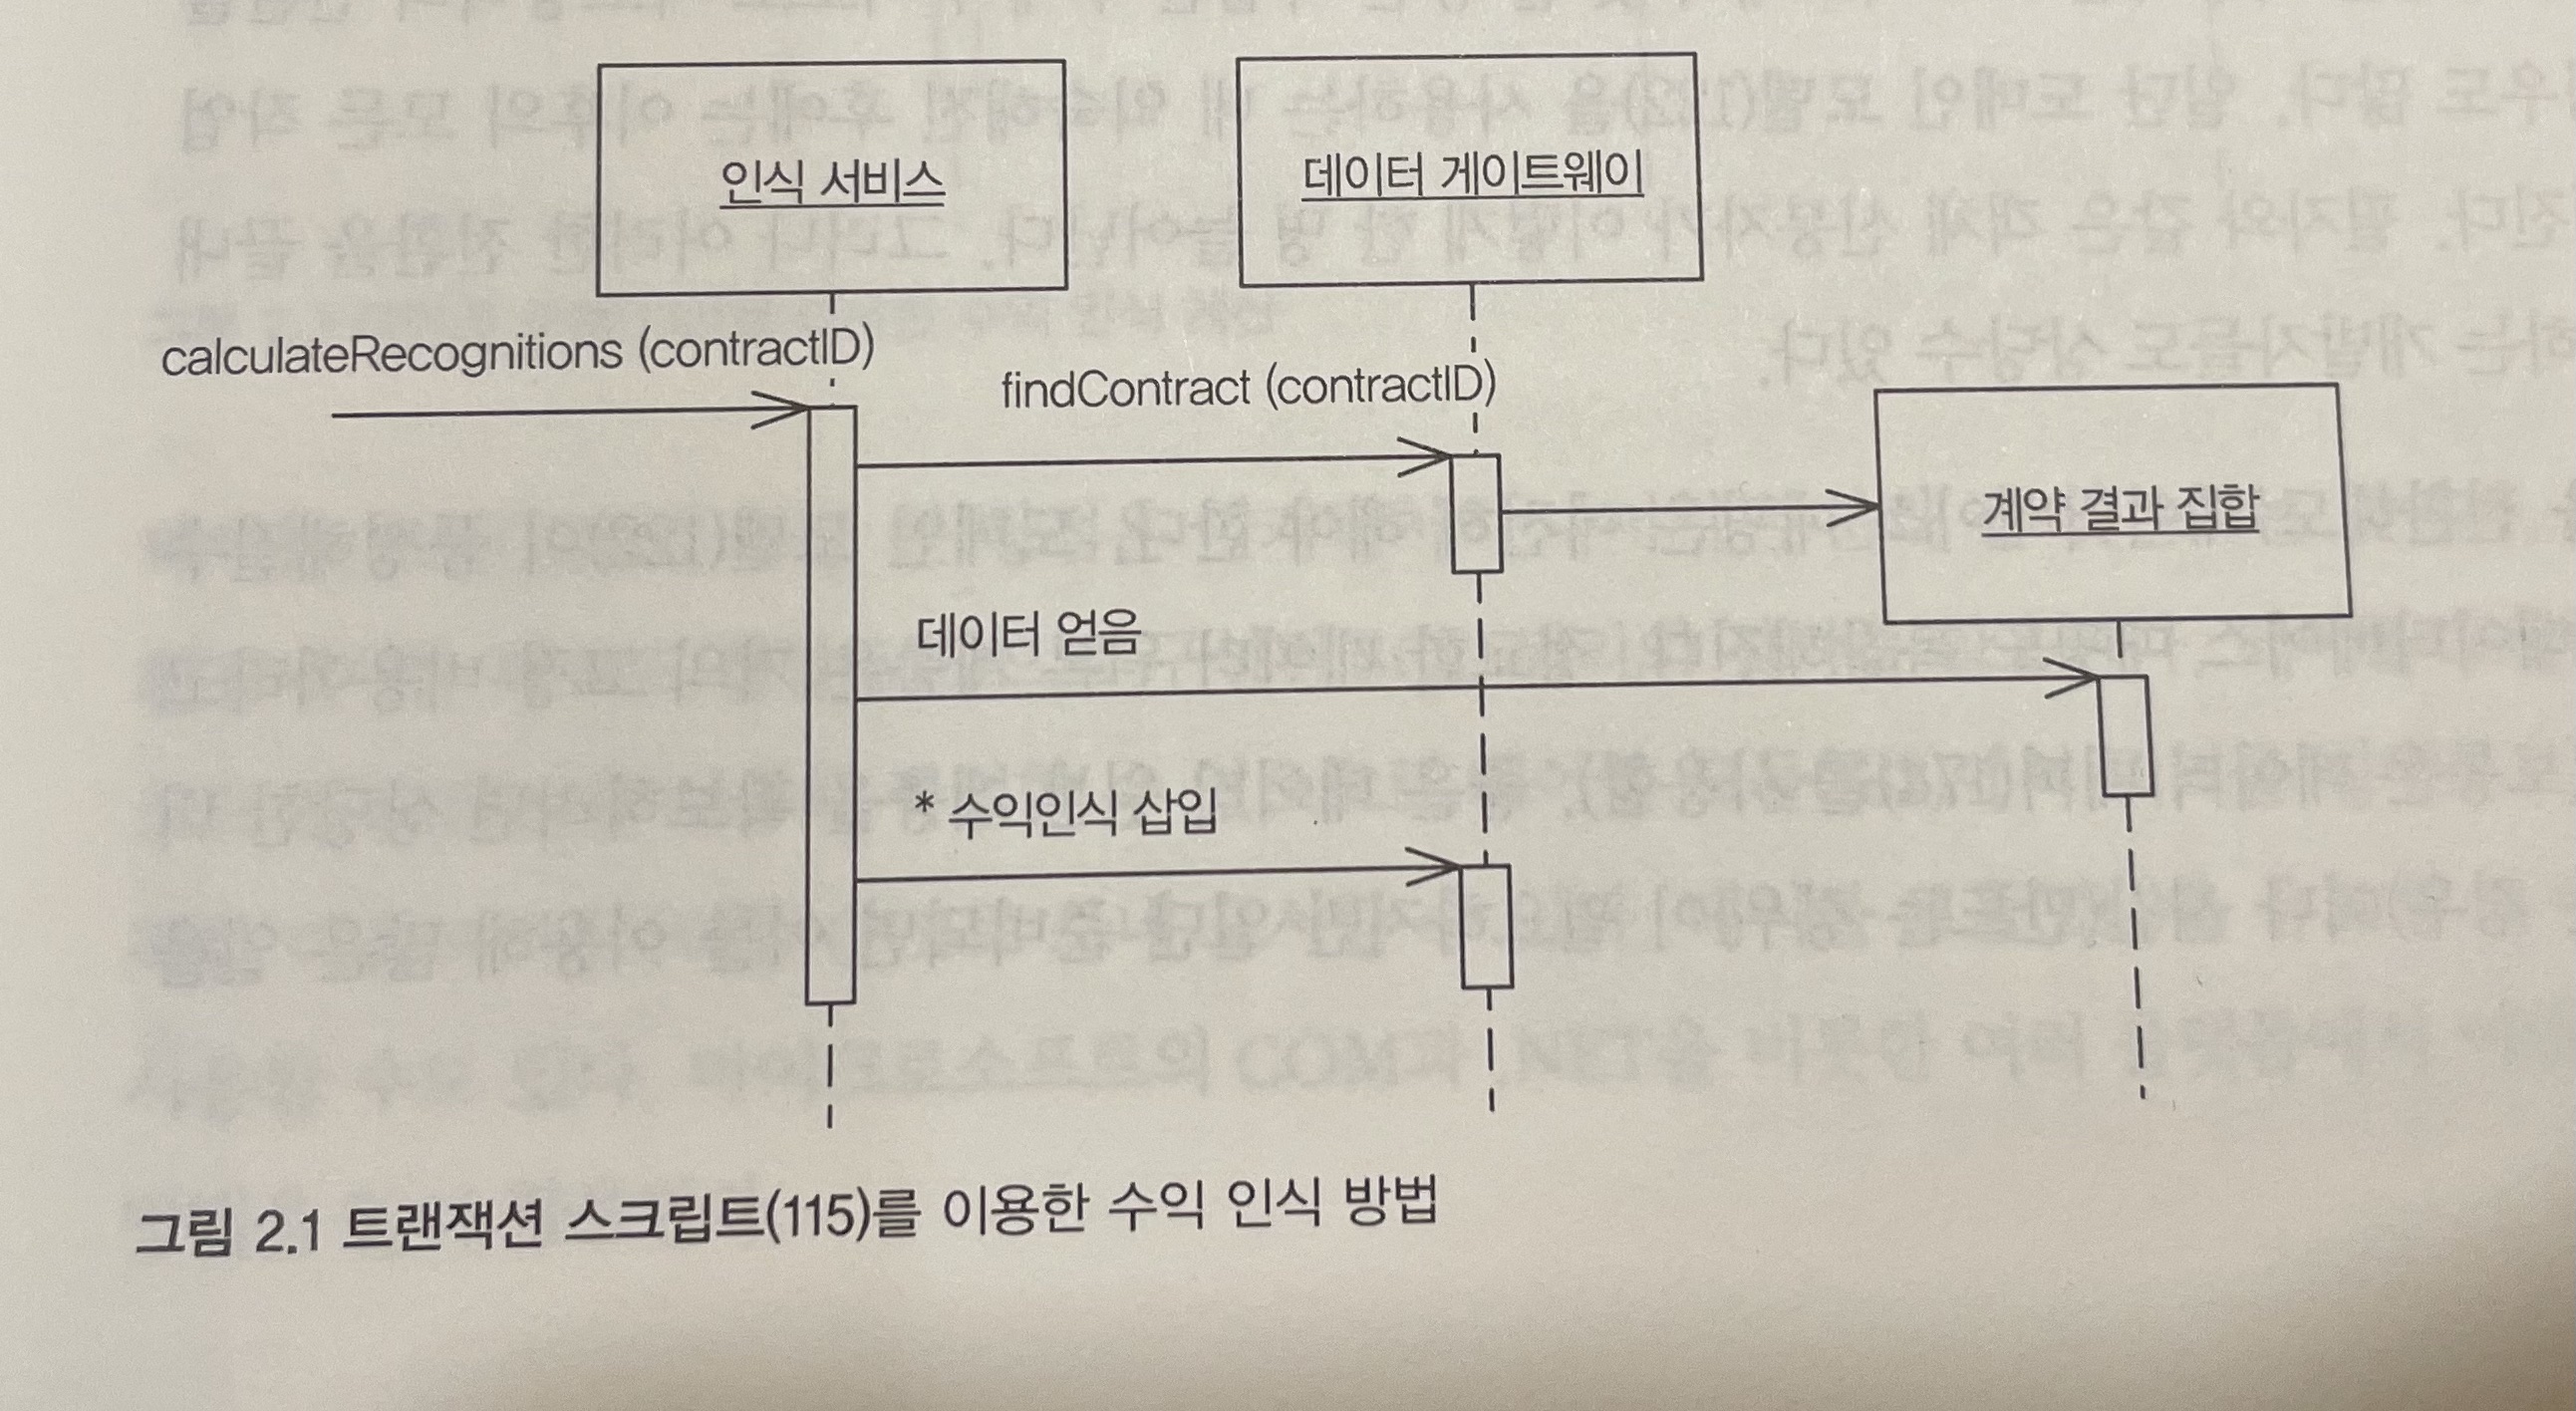 인식 서비스
데이터 게이트웨이
calculateRecognitions (contractID)
findContract (contractID)
계약 결과 집합
데이터 얻음
* 수익인식 삽입
그림 2.1 트랜잭션 스크립트(115)를 이용한 수익 인식 방법